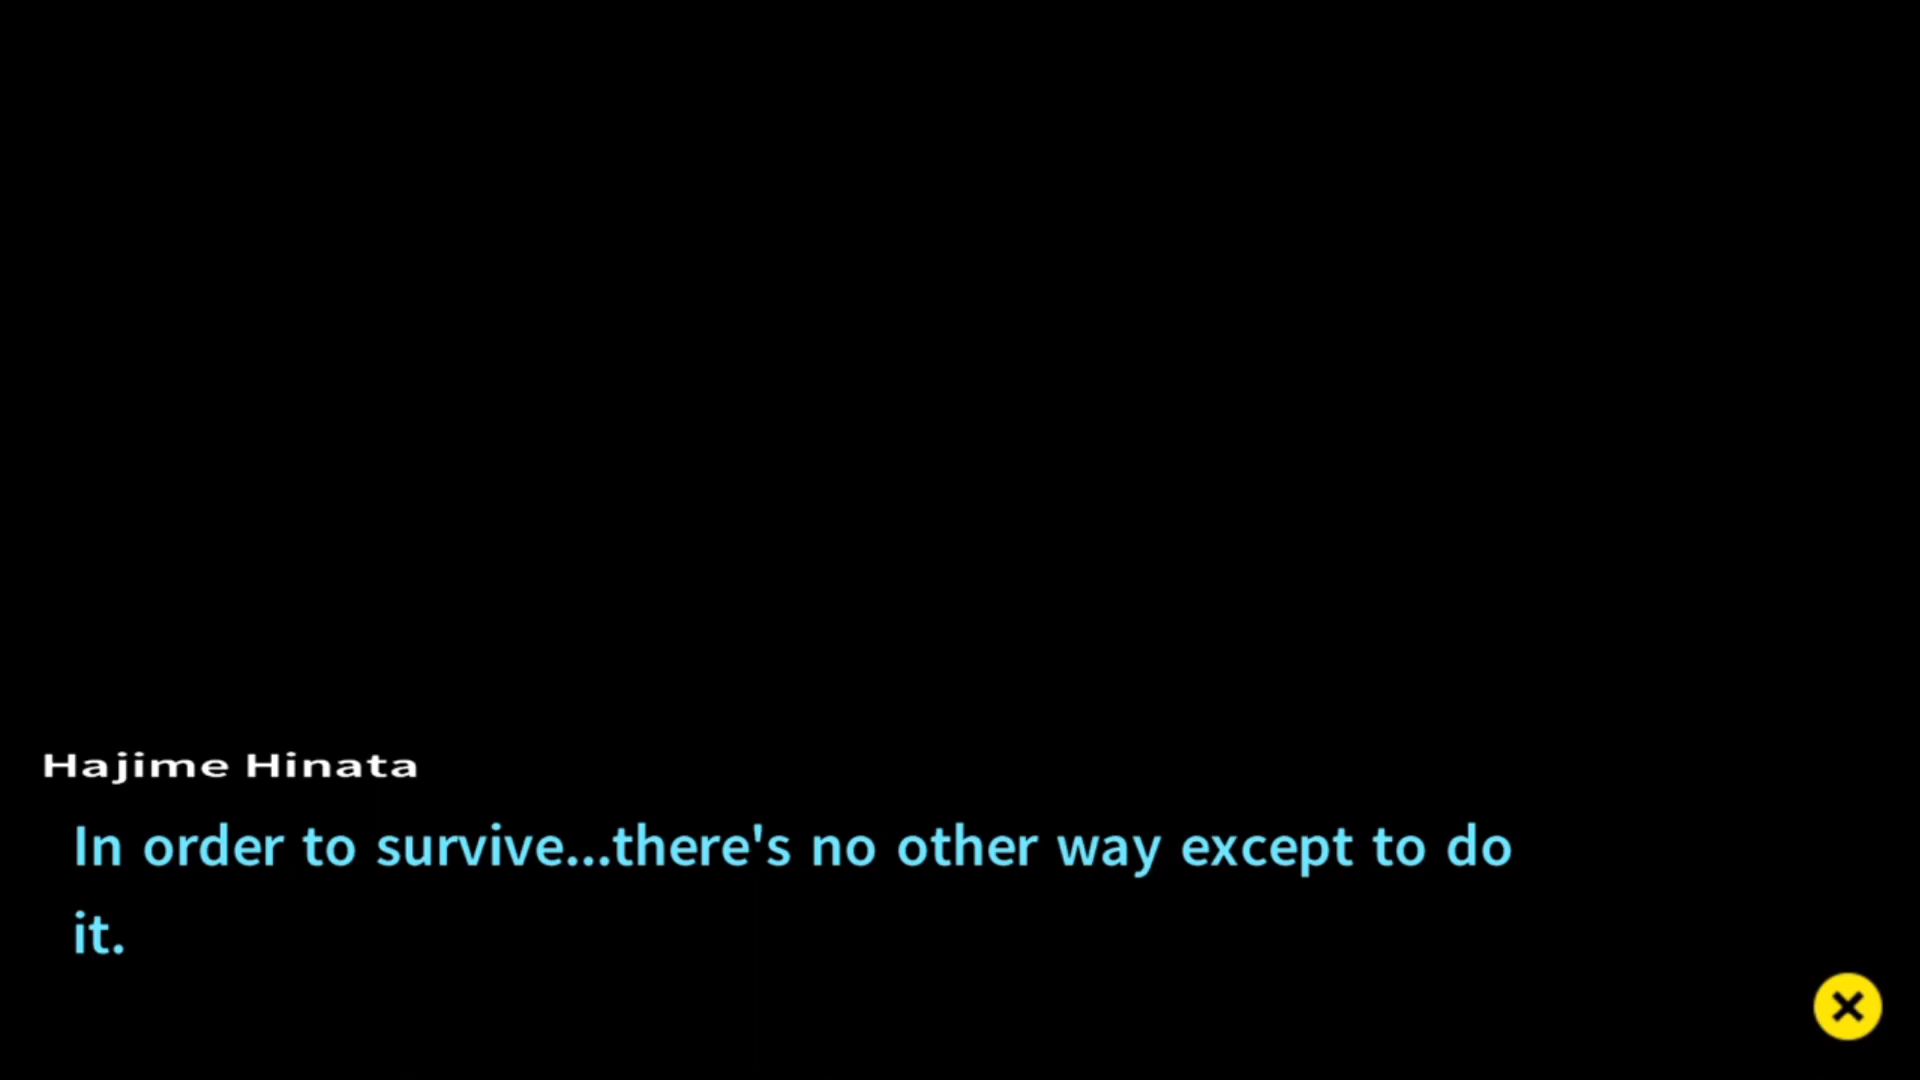 Hajime Hinata
In order to survive...there's no other way except to do
it.